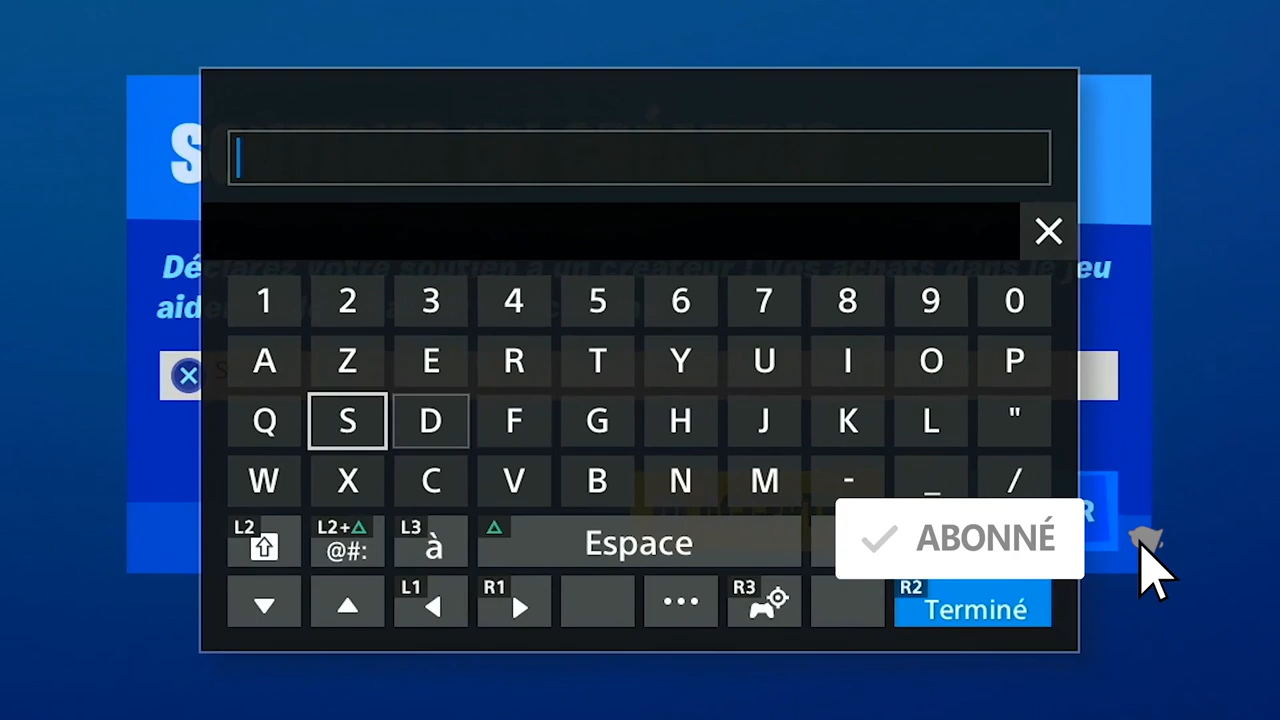 S
Déclarez votre soutien à un créateur ! Vos achats dans le jeu
aide
1 2 3 4 5 6 7 8 9 0
A Z E R T Y U I O P
Q S D F G H J K L "
W X C V B N M - _ /
L2 L2+△ @#: L3 à △ Espace
ABONNÉ
R
L1 R1 ... R3 R2 Terminé